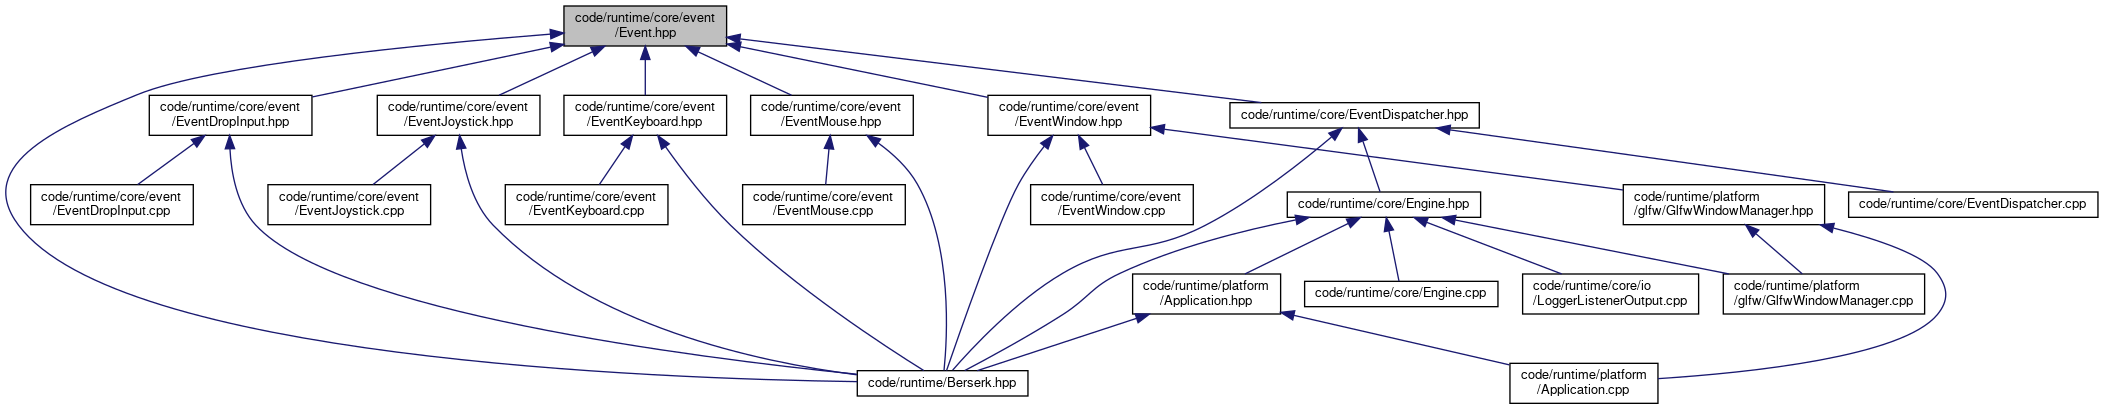 code/runtime/core/event
/Event.hpp
code/runtime/core/event
/EventDropInput.hpp
code/runtime/core/event
/EventJoystick.hpp
code/runtime/core/event
/EventKeyboard.hpp
code/runtime/core/event
/EventMouse.hpp
code/runtime/core/event
/EventWindow.hpp
code/runtime/core/EventDispatcher.hpp
code/runtime/core/event
/EventDropInput.cpp
code/runtime/core/event
/EventJoystick.cpp
code/runtime/core/event
/EventKeyboard.cpp
code/runtime/core/event
/EventMouse.cpp
code/runtime/core/event
/EventWindow.cpp
code/runtime/core/Engine.hpp
code/runtime/platform
/glfw/GlfwWindowManager.hpp
code/runtime/core/EventDispatcher.cpp
code/runtime/platform
/Application.hpp
code/runtime/core/Engine.cpp
code/runtime/core/io
/LoggerListenerOutput.cpp
code/runtime/platform
/glfw/GlfwWindowManager.cpp
code/runtime/Berserk.hpp
code/runtime/platform
/Application.cpp